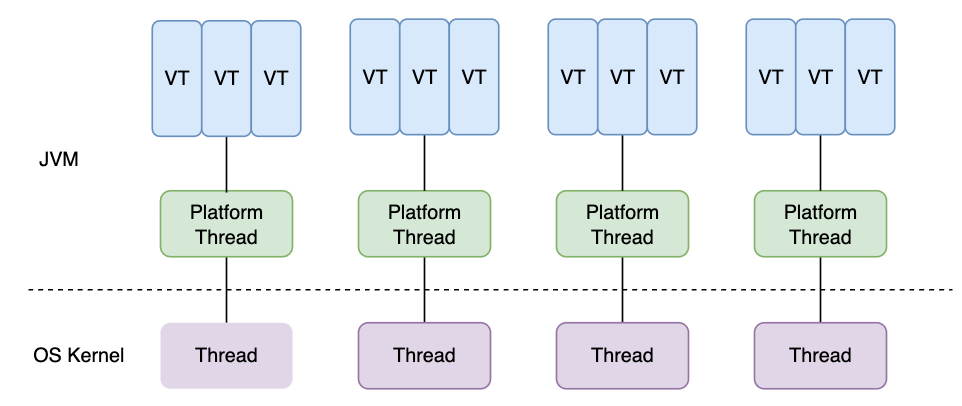 VT VT VT VT VT VT VT VT VT VT VT VT
JVM
Platform Platform Platform Platform
Thread Thread Thread Thread
OS Kernel Thread Thread Thread Thread